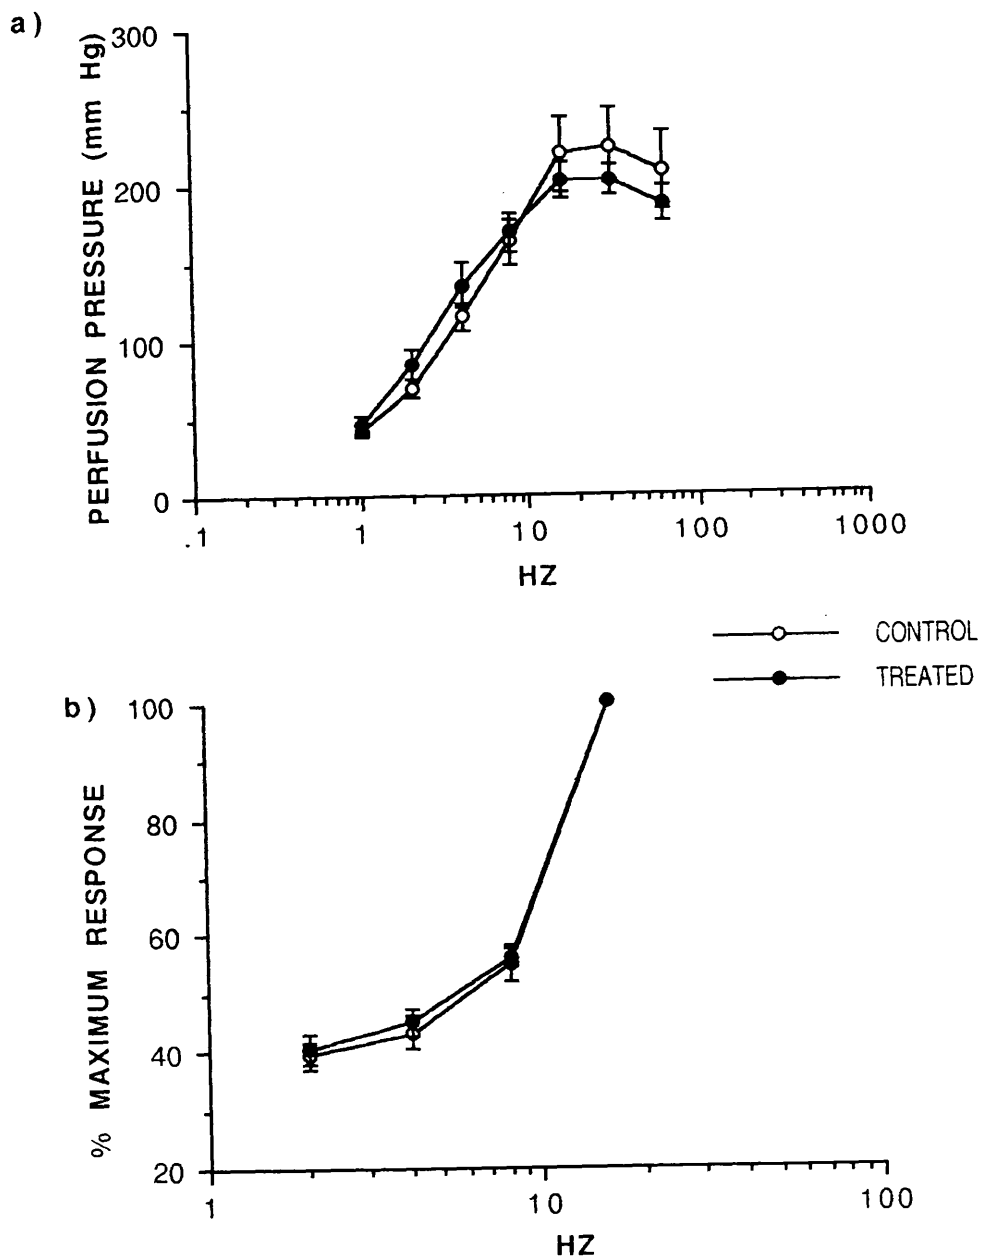 a)
PERFUSION PRESSURE (mm Hg)
300
200
100
0
.1
1
10
100
1000
HZ
CONTROL
TREATED
b)
% MAXIMUM RESPONSE
100
80
60
40
20
1
10
100
HZ